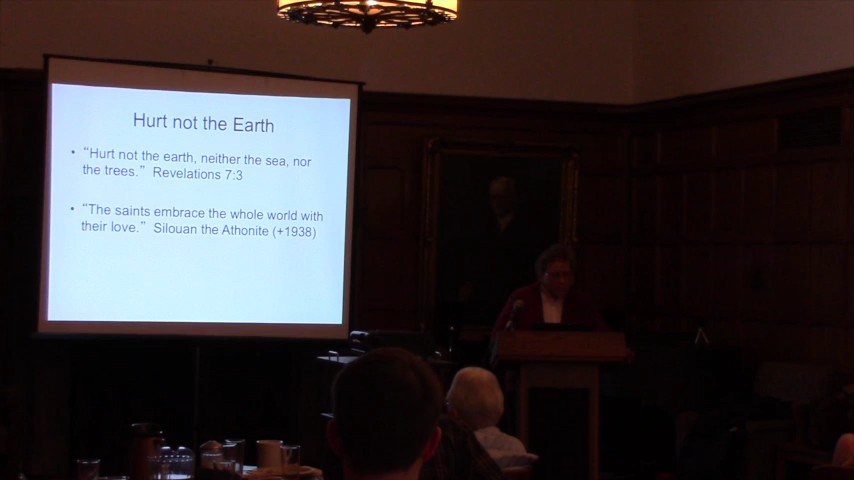 Hurt not the Earth
• “Hurt not the earth, neither the sea, nor
the trees.” Revelations 7:3
• “The saints embrace the whole world with
their love.” Silouan the Athonite (+1938)